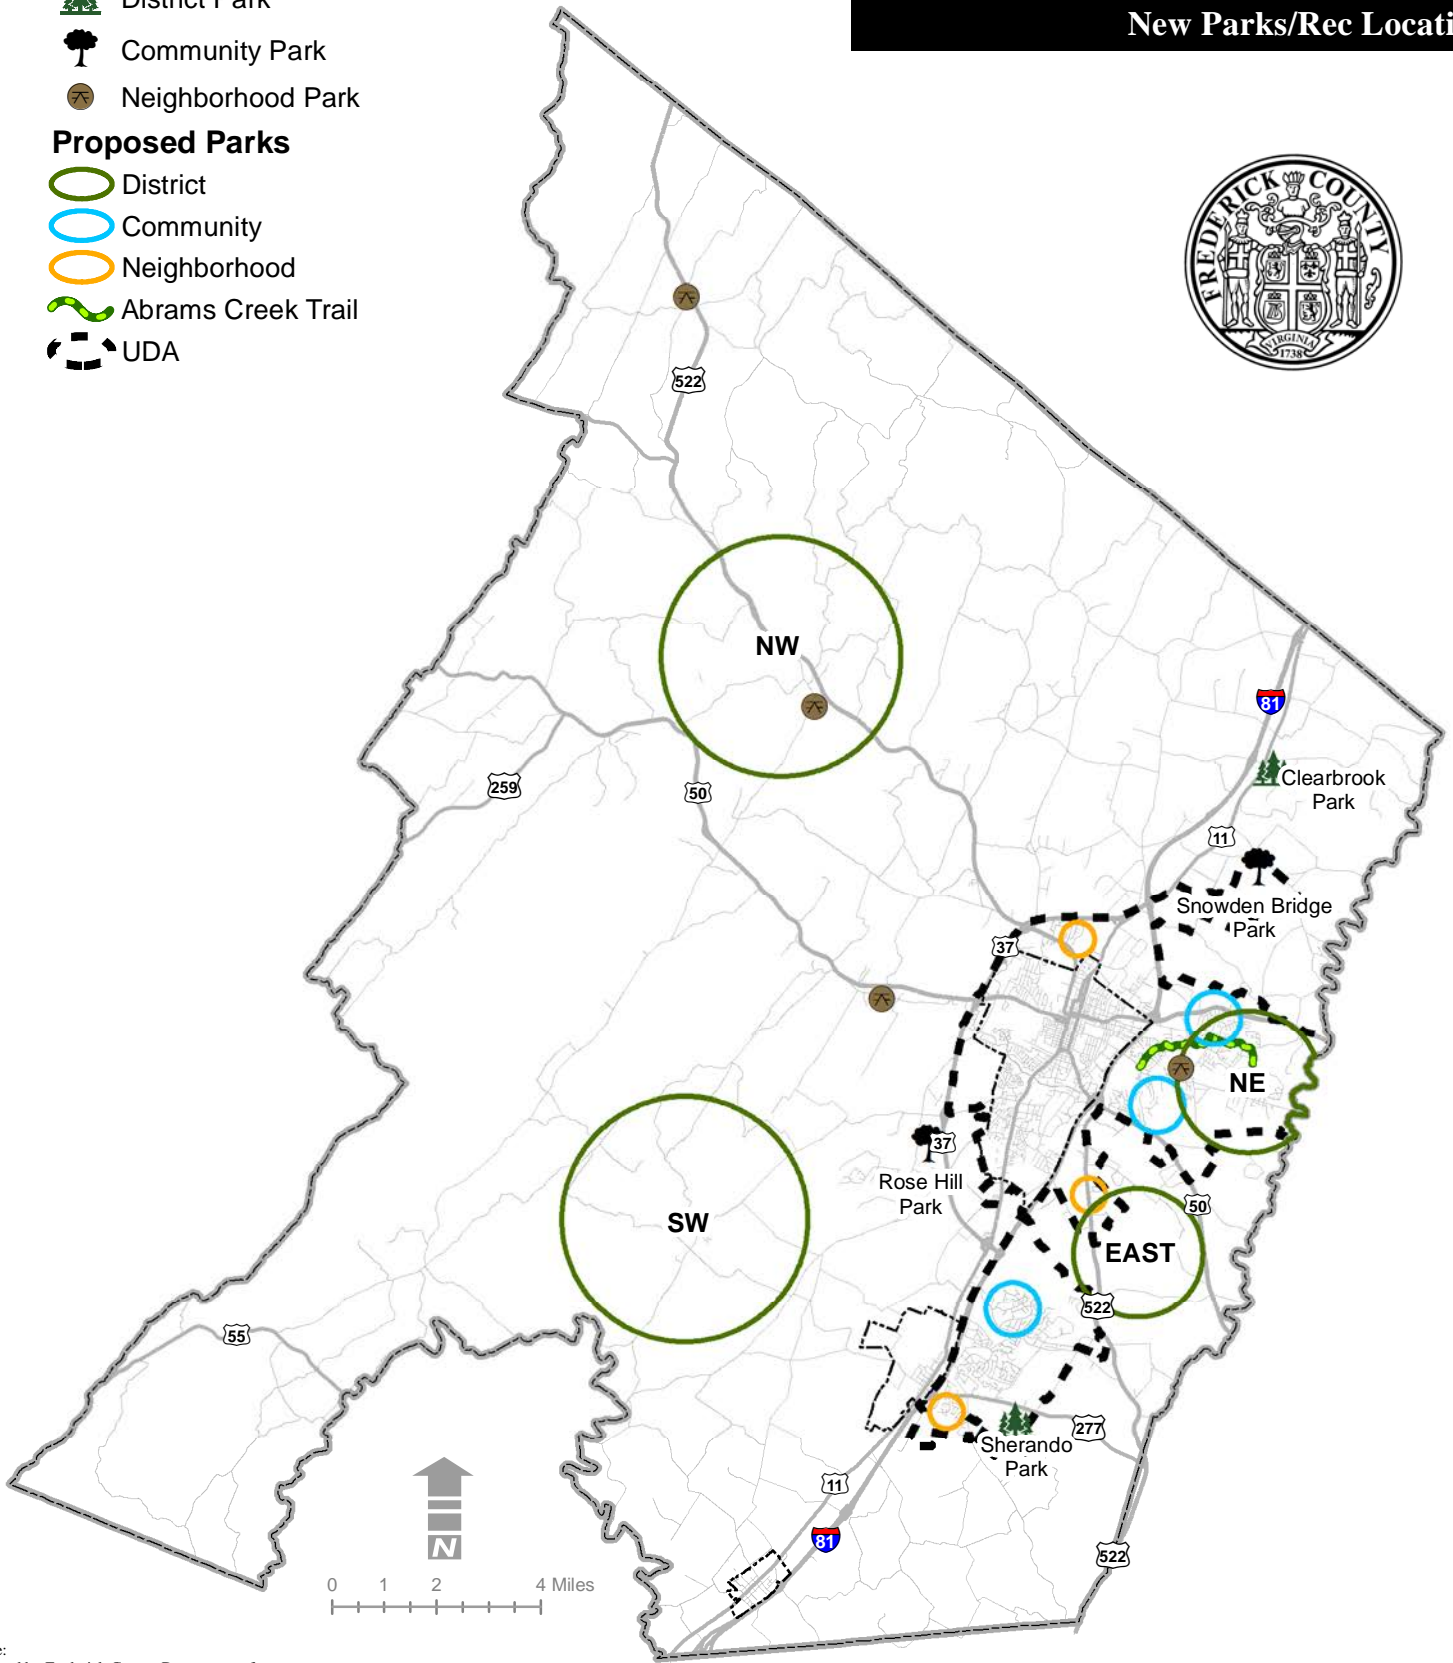 District Park
New Parks/Rec Locati
Community Park
Neighborhood Park
Proposed Parks
District
Community
Neighborhood
Abrams Creek Trail
UDA
FREDERICK COUNTY
VIRGINIA
1738
522
NW
81
259
50
Clearbrook
Park
11
Snowden Bridge
Park
37
NE
37
Rose Hill
Park
50
SW
EAST
522
55
277
Sherando
Park
11
81
522
N
0 1 2 4 Miles